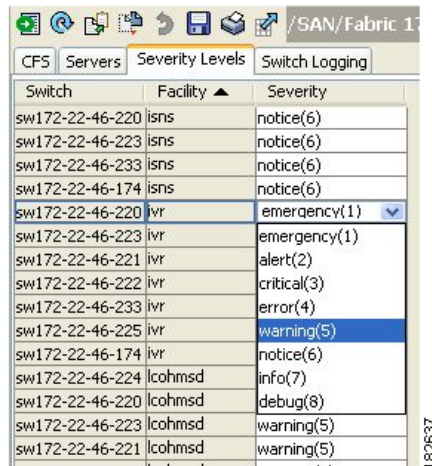 /SAN/Fabric 17
CFS Servers Severity Levels Switch Logging
Switch Facility ▲ Severity
sw172-22-46-220 isns notice(6)
sw172-22-46-223 isns notice(6)
sw172-22-46-233 isns notice(6)
sw172-22-46-174 isns notice(6)
sw172-22-46-220 ivr emergency(1)
sw172-22-46-223 ivr emergency(1)
sw172-22-46-221 ivr alert(2)
sw172-22-46-222 ivr critical(3)
sw172-22-46-233 ivr error(4)
sw172-22-46-225 ivr warning(5)
sw172-22-46-174 ivr notice(6)
sw172-22-46-224 lcohmsd info(7)
sw172-22-46-220 lcohmsd debug(8)
sw172-22-46-223 lcohmsd warning(5)
sw172-22-46-221 lcohmsd warning(5)